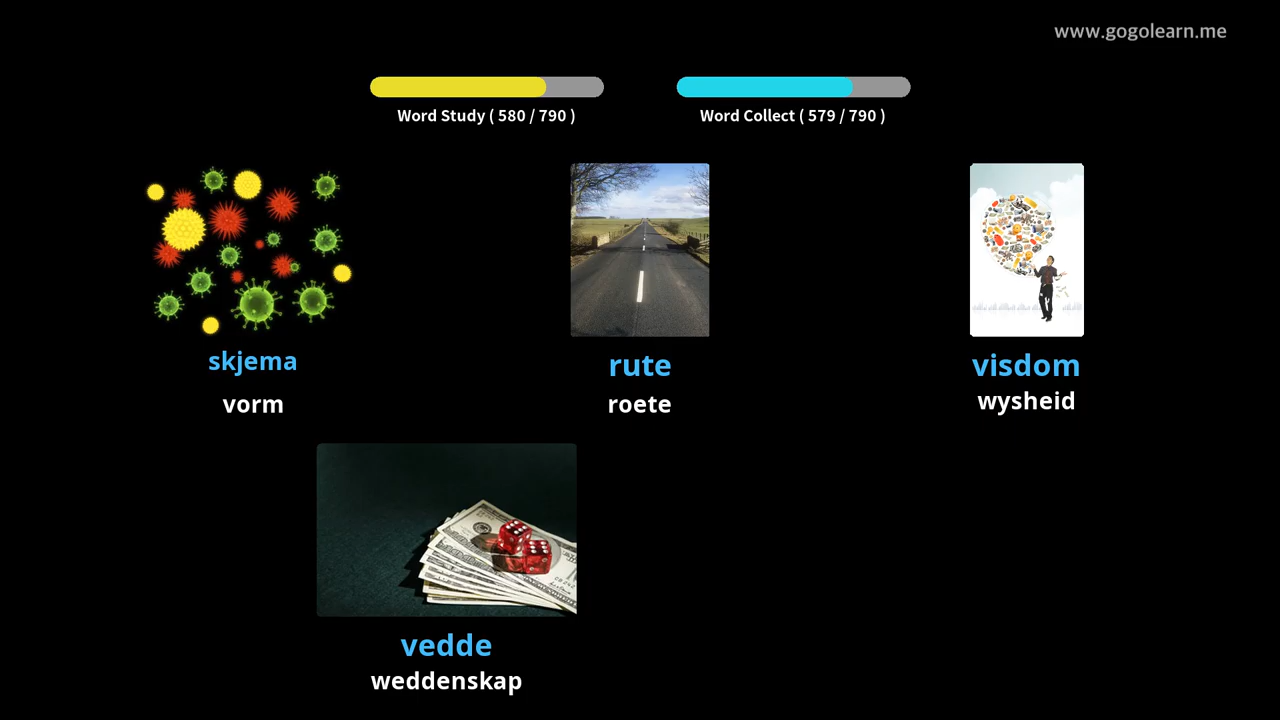 www.gogolearn.me
Word Study ( 580 / 790 )
Word Collect ( 579 / 790 )
skjema
vorm
rute
roete
visdom
wysheid
vedde
weddenskap